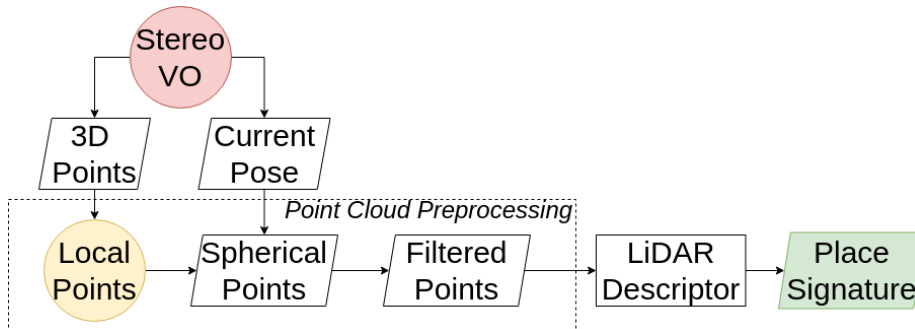 Stereo
VO
3D
Points
Current
Pose
Point Cloud Preprocessing
Local
Points
Spherical
Points
Filtered
Points
LiDAR
Descriptor
Place
Signature